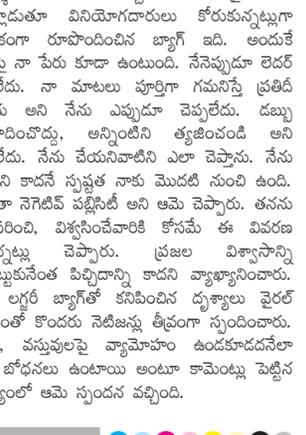 ్లాడుతూ వినియోగదారులు కోరుకున్నట్లుగా
కంగా రూపొందించిన బ్యాగ్ ఇది. అందుకే
పై నా పేరు కూడా ఉంటుంది. నేనెప్పుడూ లెదర్
లేదు. నా మాటలు పూర్తిగా గమనిస్తే ప్రతిదీ
కు అని నేను ఎప్పుడూ చెప్పలేదు. డబ్బు
ాదించొద్దు, అన్నింటిని త్యజించండి అని
లేదు. నేను చేయనివాటిని ఎలా చెప్తాను. నేను
ని కాదనే స్పష్టత నాకు మొదటి నుంచి ఉంది.
తా నెగెటివ్ పబ్లిసిటీ అని ఆమె చెప్పారు. తనను
రించి, విశ్వసించేవారికి కోసమే ఈ వివరణ
న్నట్లు చెప్పారు. ప్రజల విశ్వాసాన్ని
ట్టుకునేంత పిచ్చిదాన్ని కాదని వ్యాఖ్యానించారు.
లగ్జరీ బ్యాగ్‌తో కనిపించిన దృశ్యాలు వైరల్
ంతో కొందరు నెటిజన్లు తీవ్రంగా స్పందించారు.
, వస్తువులపై వ్యామోహం ఉండకూడదనేలా
బోధనలు ఉంటాయి అంటూ కామెంట్లు పెట్టిన
్యంలో ఆమె స్పందన వచ్చింది.